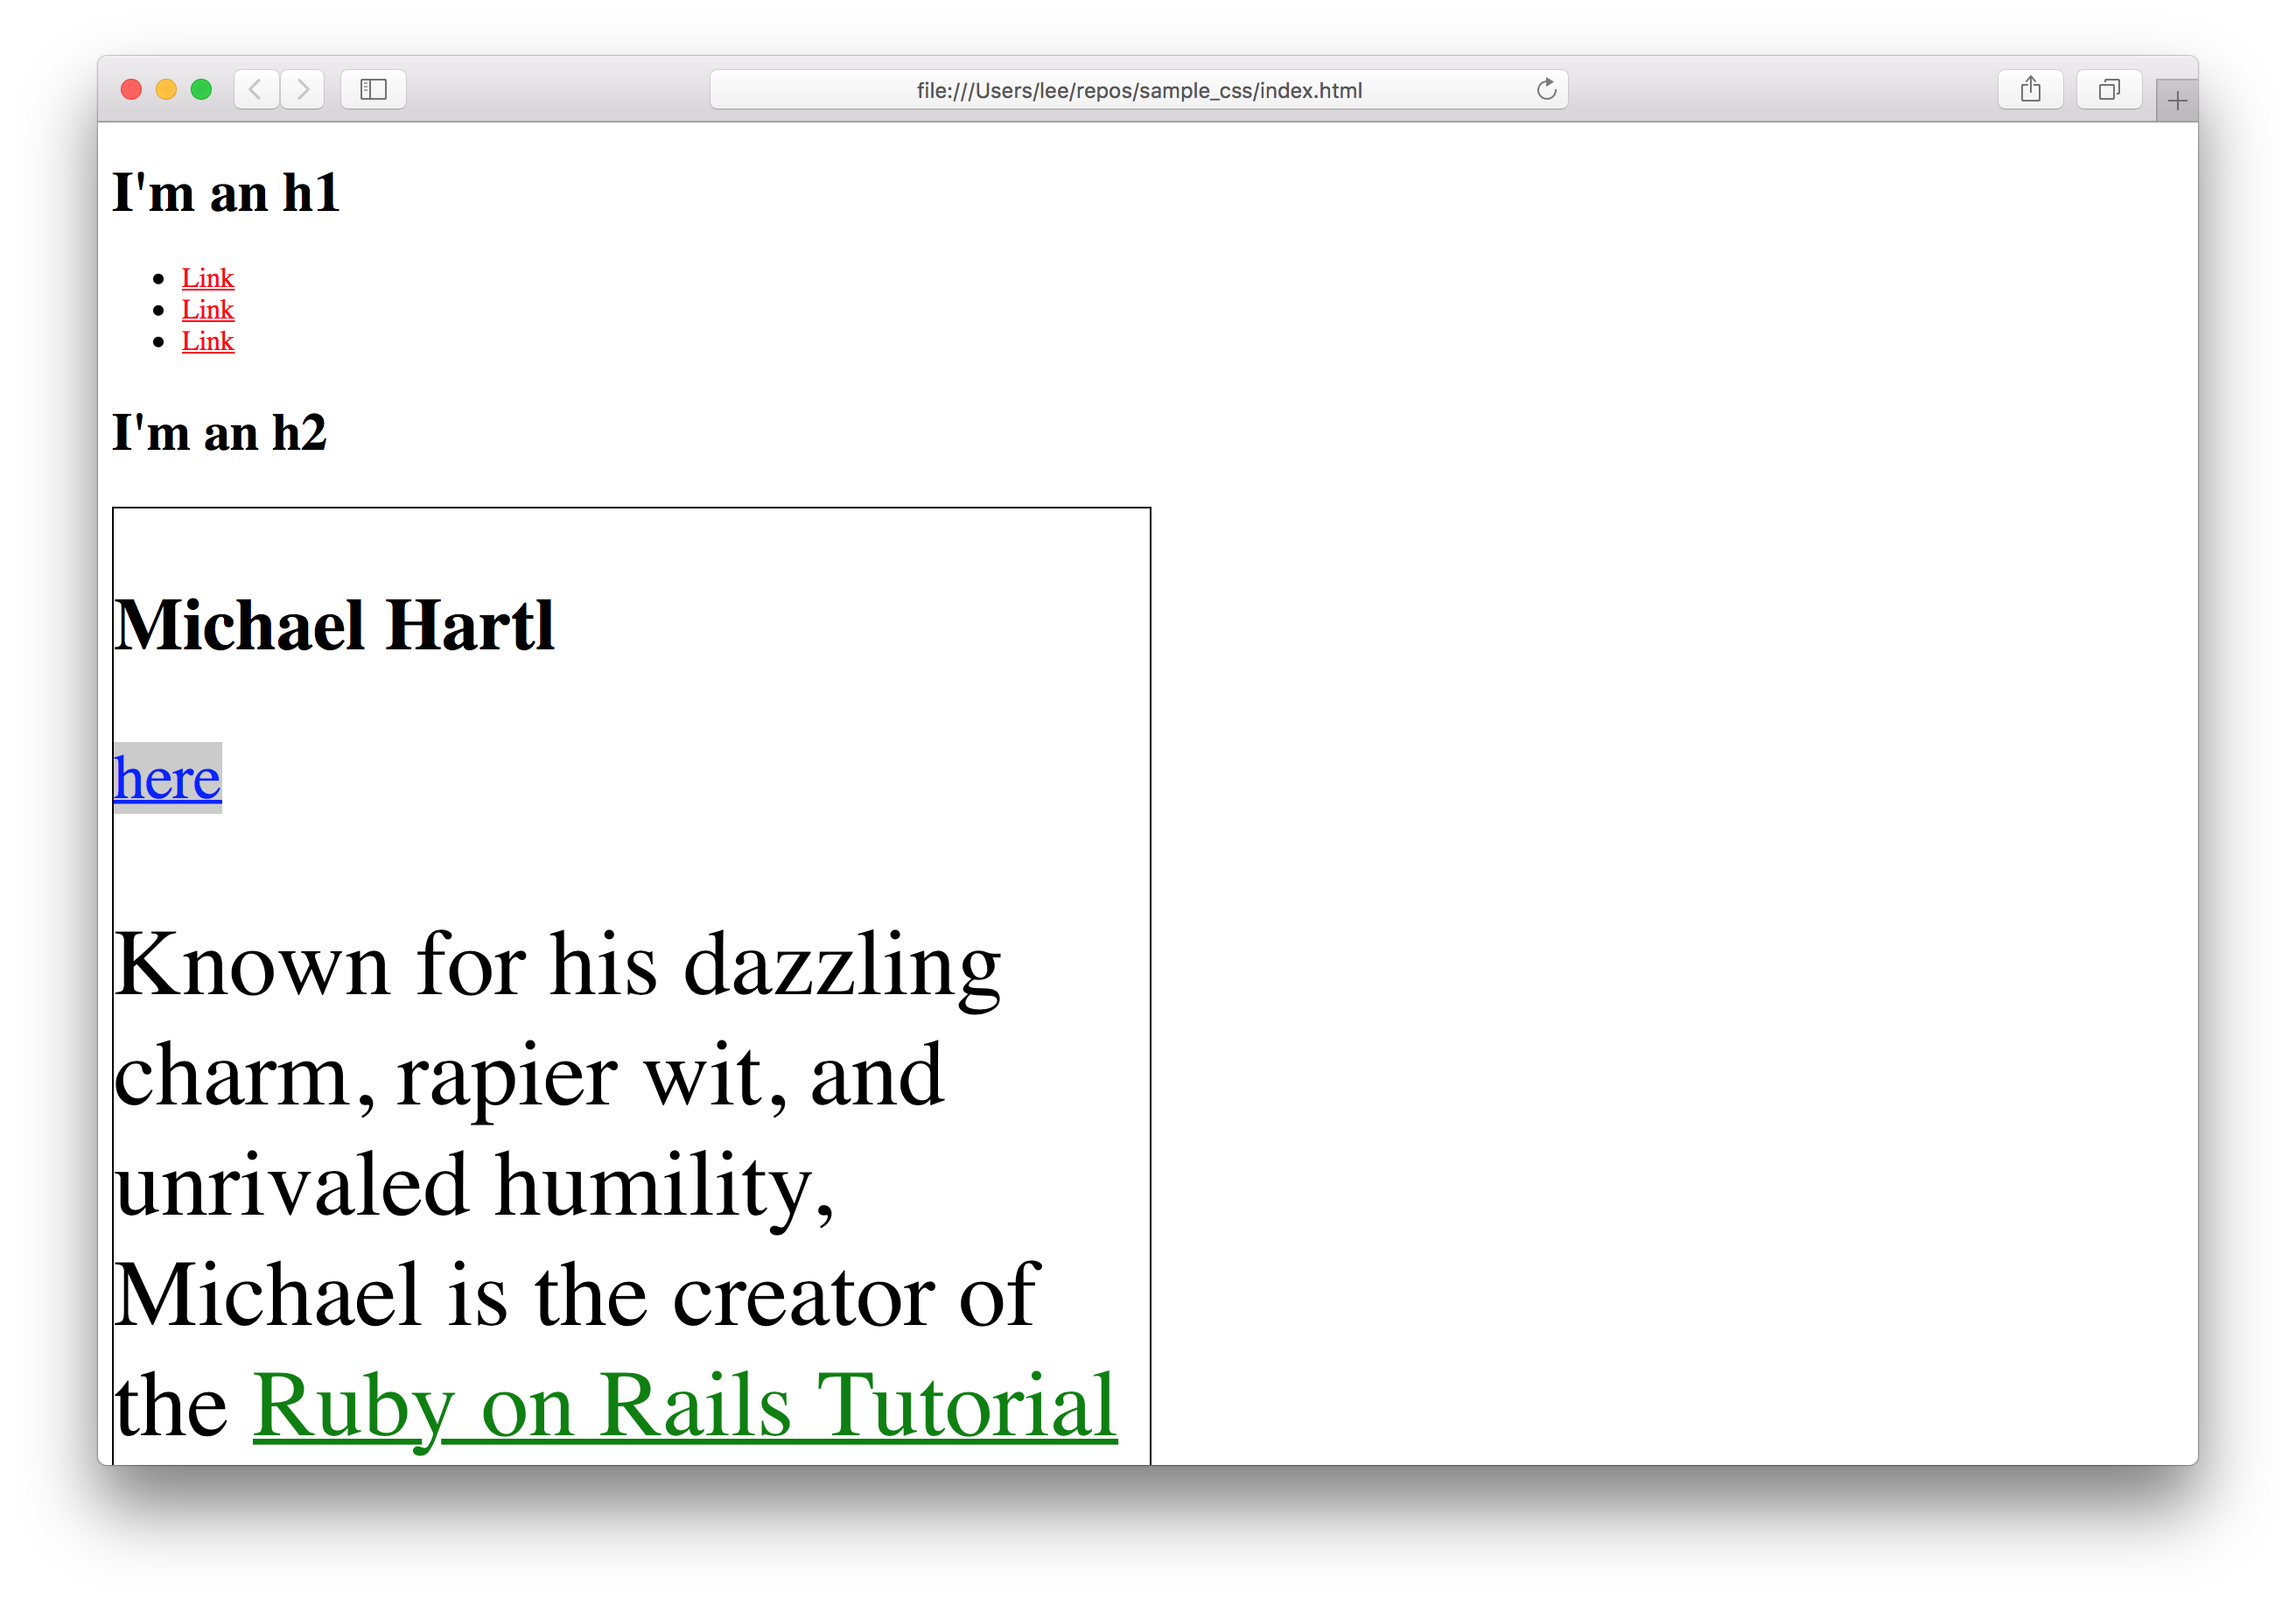 file:///Users/lee/repos/sample_css/index.html
I'm an h1
Link
Link
Link
I'm an h2
Michael Hartl
here
Known for his dazzling
charm, rapier wit, and
unrivaled humility,
Michael is the creator of
the Ruby on Rails Tutorial